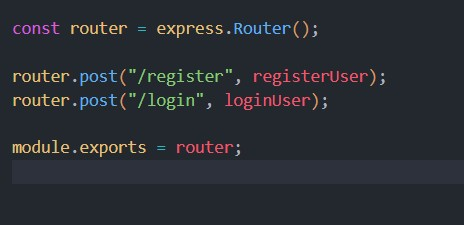 const router = express.Router();
router.post("/register", registerUser);
router.post("/login", loginUser);
module.exports = router;